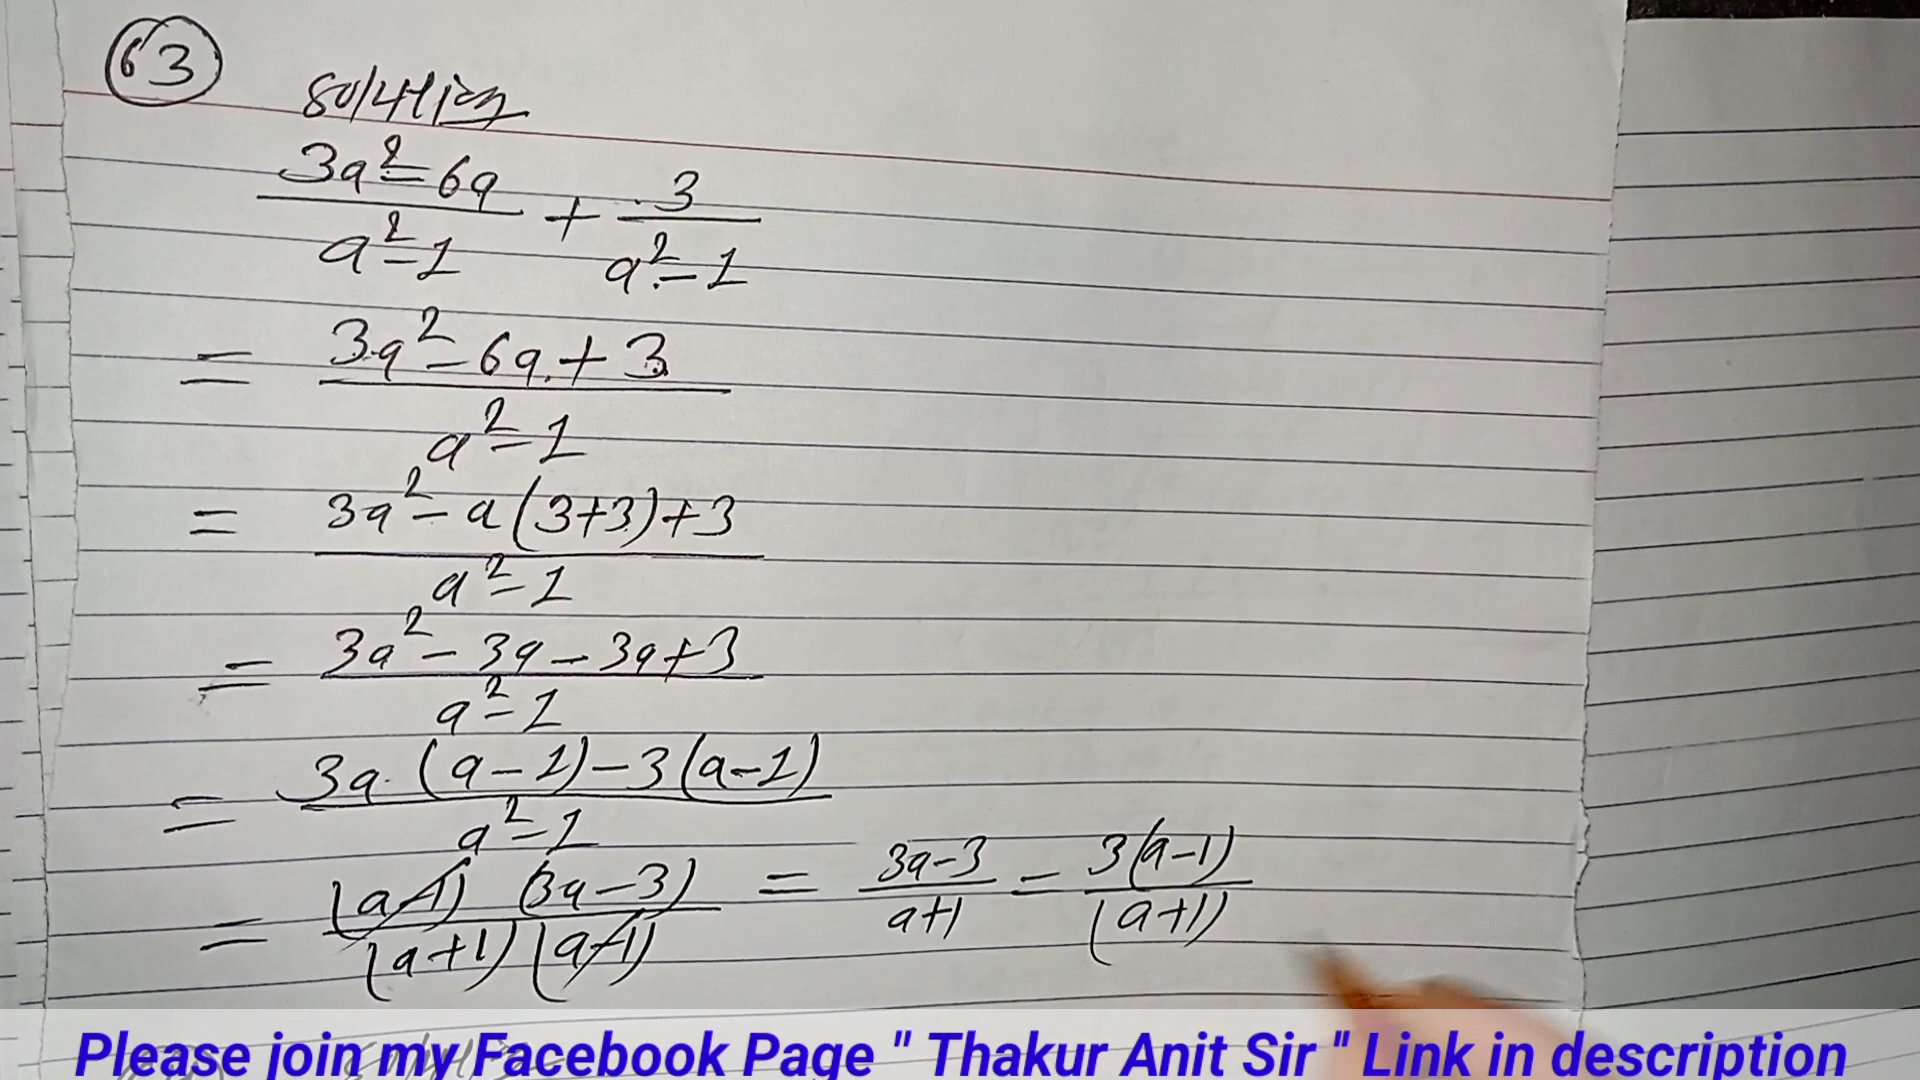 63
Solution
3a²-6a/a²-1 + 3/a²-1
= 3a²-6a+3/a²-1
= 3a²-a(3+3)+3/a²-1
= 3a²-3a-3a+3/a²-1
= 3a(a-1)-3(a-1)/a²-1
= (a-1)(3a-3)/(a+1)(a-1) = 3a-3/a+1 = 3(a-1)/(a+1)
Please join my Facebook Page " Thakur Anit Sir " Link in description